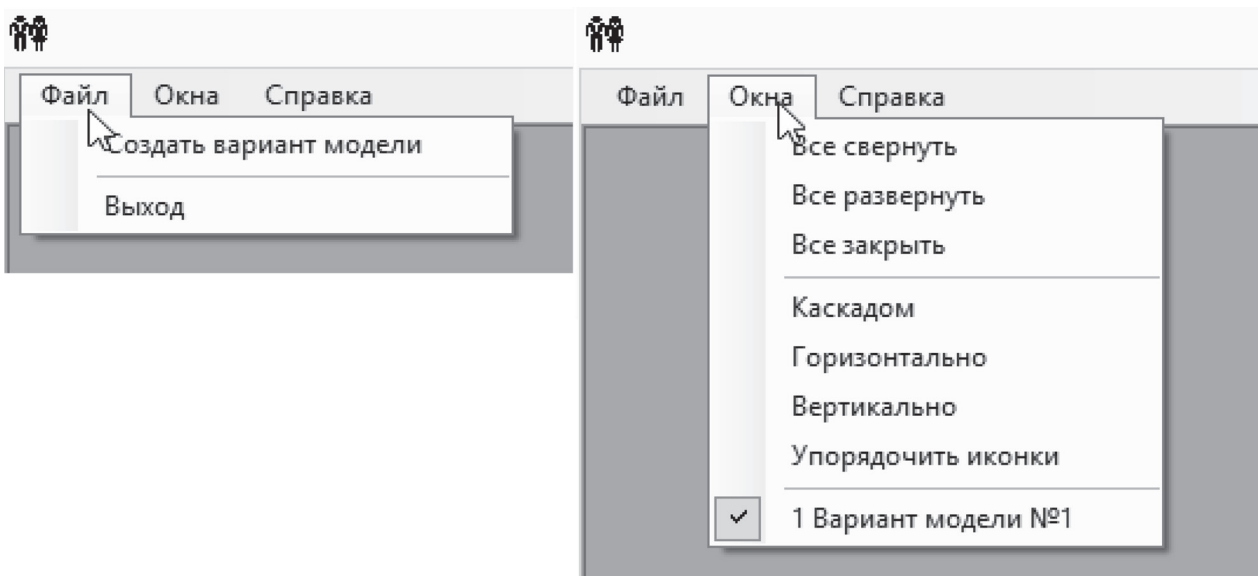 Файл Окна Справка
Создать вариант модели
Выход
Файл Окна Справка
Все свернуть
Все развернуть
Все закрыть
Каскадом
Горизонтально
Вертикально
Упорядочить иконки
1 Вариант модели №1